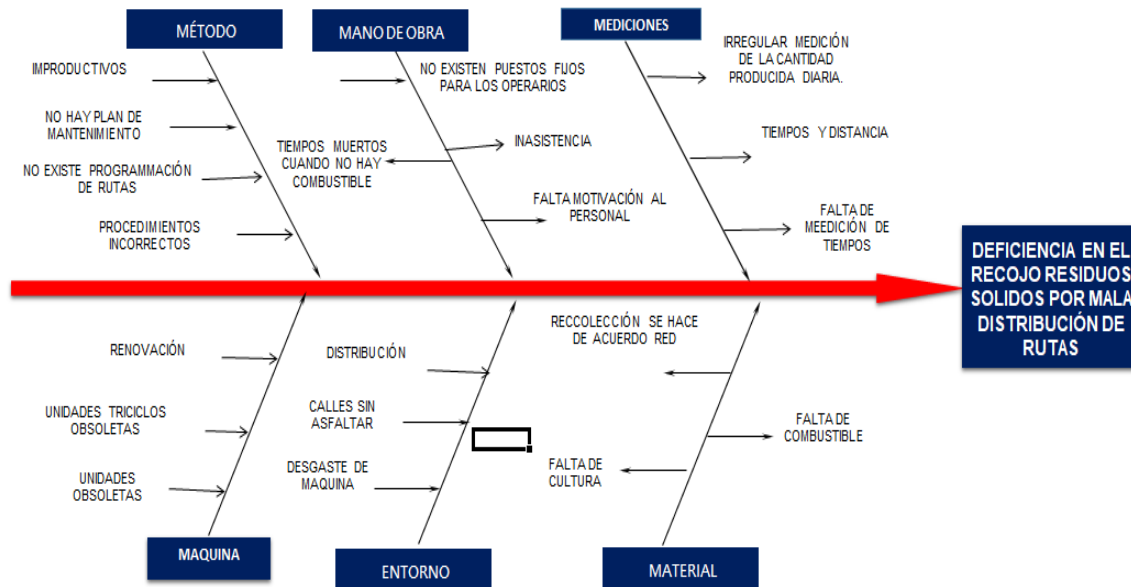 MÉTODO
MANO DE OBRA
MEDICIONES
IMPRODUCTIVOS
NO HAY PLAN DE
MANTENIMIENTO
NO EXISTE PROGRAMMACIÓN
DE RUTAS
PROCEDIMIENTOS
INCORRECTOS
NO EXISTEN PUESTOS FIJOS
PARA LOS OPERARIOS
TIEMPOS MUERTOS
CUANDO NO HAY
COMBUSTIBLE
INASISTENCIA
FALTA MOTIVACIÓN AL
PERSONAL
IRREGULAR MEDICIÓN
DE LA CANTIDAD
PRODUCIDA DIARIA.
TIEMPOS Y DISTANCIA
FALTA DE
MEEDICIÓN DE
TIEMPOS
DEFICIENCIA EN EL
RECOJO RESIDUOS
SOLIDOS POR MALA
DISTRIBUCIÓN DE
RUTAS
RENOVACIÓN
UNIDADES TRICICLOS
OBSOLETAS
UNIDADES
OBSOLETAS
DISTRIBUCIÓN
CALLES SIN
ASFALTAR
DESGASTE DE
MAQUINA
RECCOLECCIÓN SE HACE
DE ACUERDO RED
FALTA DE
COMBUSTIBLE
FALTA DE
CULTURA
MAQUINA
ENTORNO
MATERIAL